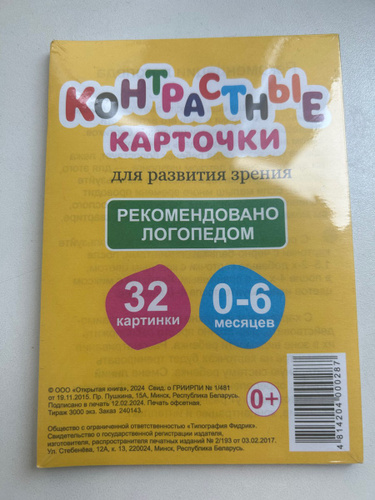 КОНТРАСТНЫЕ
КАРТОЧКИ
для развития зрения
РЕКОМЕНДОВАНО
ЛОГОПЕДОМ
32
картинки
0-6
месяцев
© ООО «Открытая книга», 2024 Свид. о ГРИИРПИ № 1/481
от 19.11.2015. Пр. Пушкина, 15А, Минск, Республика Беларусь.
Подписано в печать 12.02.2024. Печать офсетная.
Тираж 3000 экз. Заказ 240143.
0+
Общество с ограниченной ответственностью «Типография Федрик».
Свидетельство о государственной регистрации издателя,
изготовителя, распространителя печатных изданий № 2/193 от 03.02.2017.
Ул. Стебенёва, 12А, к. 13, 220024, Минск, Республика Беларусь.
4 814204 000287